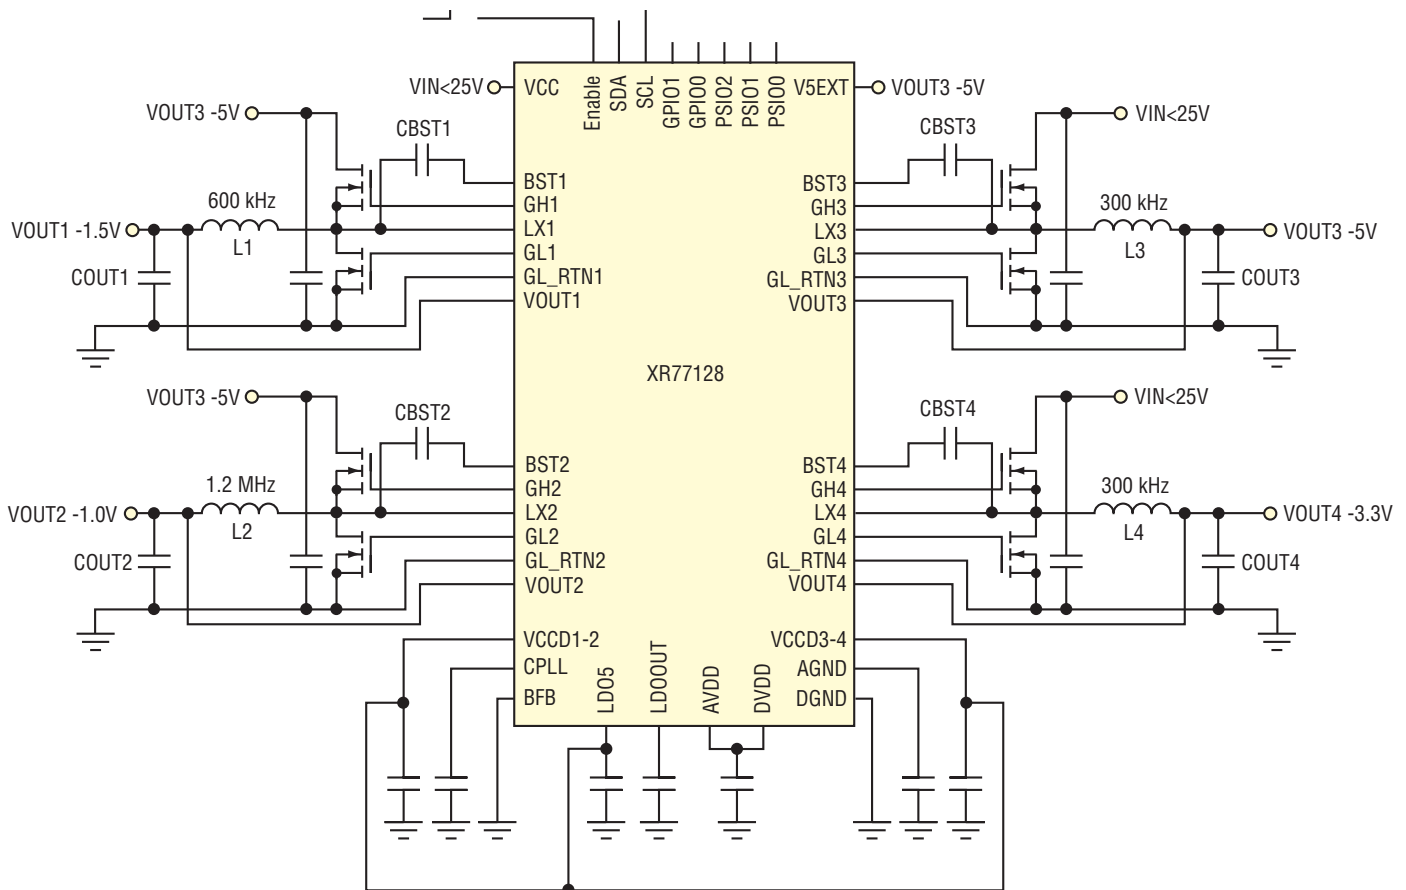 Enable
SDA
SCL
GPIO1
GPIO0
PSIO2
PSIO1
PSIO0
VIN<25V
VCC
V5EXT
VOUT3 -5V
VOUT3 -5V
CBST1
CBST3
VIN<25V
BST1
BST3
600 kHz
GH1
GH3
300 kHz
VOUT1 -1.5V
L1
LX1
LX3
L3
VOUT3 -5V
GL1
GL3
COUT1
GL_RTN1
GL_RTN3
COUT3
VOUT1
VOUT3
XR77128
VOUT3 -5V
CBST2
CBST4
VIN<25V
BST2
BST4
1.2 MHz
GH2
GH4
300 kHz
VOUT2 -1.0V
L2
LX2
LX4
L4
VOUT4 -3.3V
GL2
GL4
COUT2
GL_RTN2
GL_RTN4
COUT4
VOUT2
VOUT4
VCCD1-2
VCCD3-4
CPLL
AGND
BFB
DGND
LDO5
LDOOUT
AVDD
DVDD